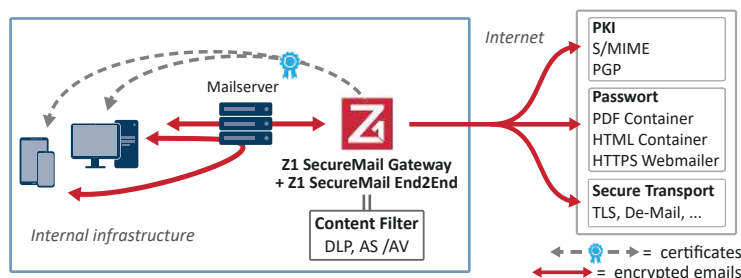 Internet
Mailserver
Z1
Z1 SecureMail Gateway
+ Z1 SecureMail End2End
Content Filter
DLP, AS /AV
Internal infrastructure
PKI
S/MIME
PGP
Passwort
PDF Container
HTML Container
HTTPS Webmailer
Secure Transport
TLS, De-Mail, ...
= certificates
= encrypted emails